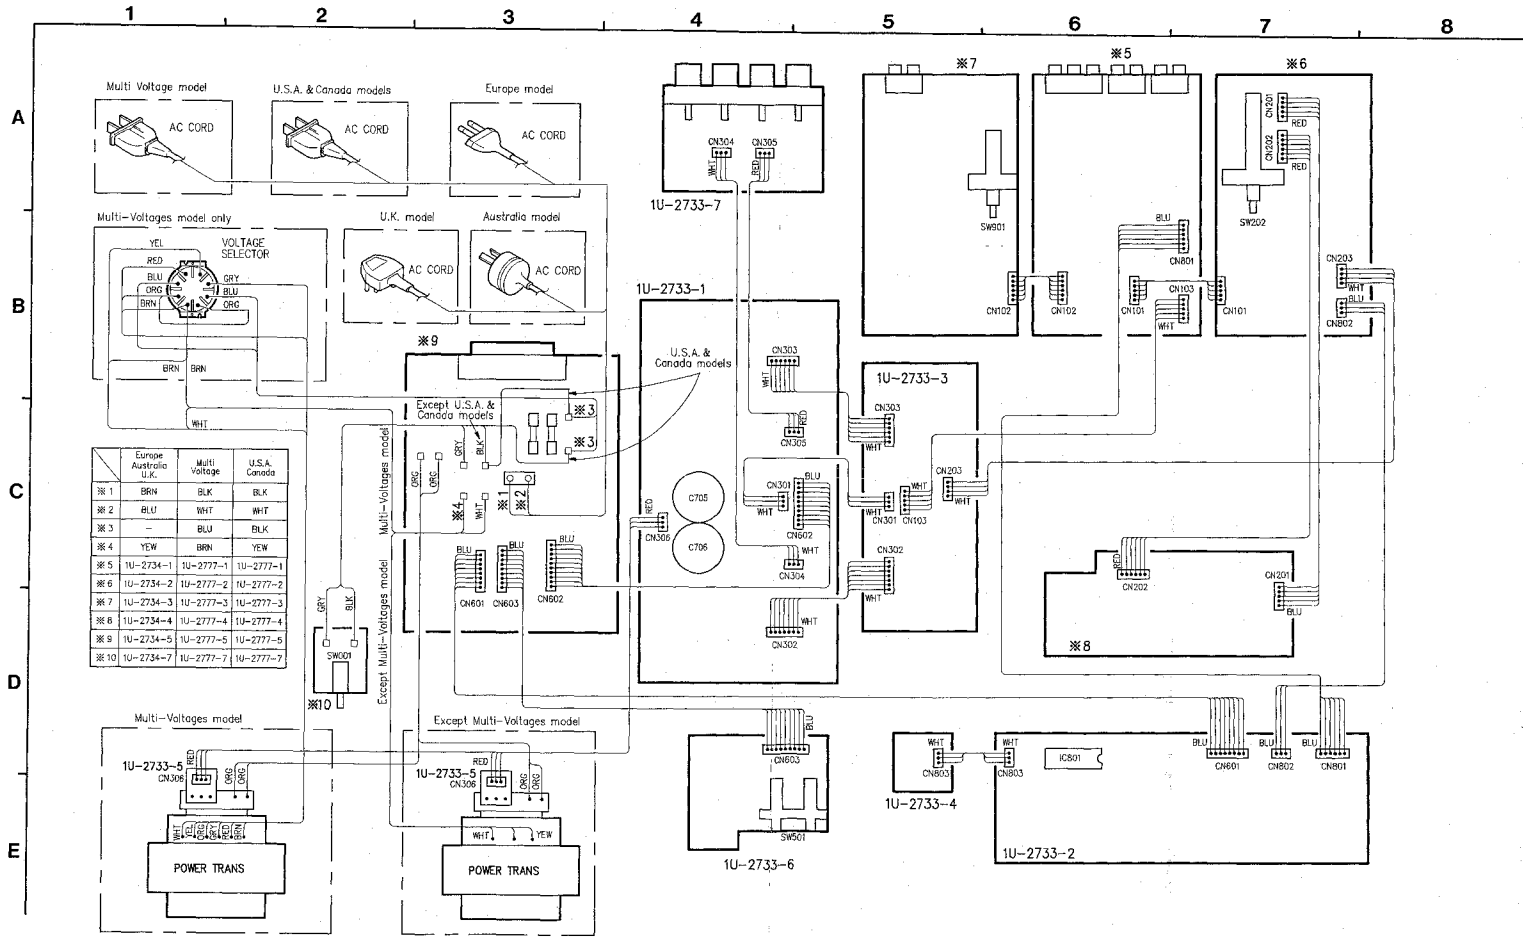 1 2 3 4 5 6 7 8
A
B
C
D
E
Multi Voltage model
AC CORD
U.S.A. & Canada models
AC CORD
Europe model
AC CORD
Multi-Voltages model only
VOLTAGE
SELECTOR
YEL
RED
BLU
ORG
BRN
GRY
BLU
ORG
BRN BRN
WHT
U.K. model
AC CORD
Australia model
AC CORD
Europe
Australia
U.K.
Multi
Voltage
U.S.A.
Canada
※1 BRN BLK BLK
※2 BLU WHT WHT
※3 – BLU BLK
※4 YEW BRN YEW
※5 1U-2734-1 1U-2777-1 1U-2777-1
※6 1U-2734-2 1U-2777-2 1U-2777-2
※7 1U-2734-3 1U-2777-3 1U-2777-3
※8 1U-2734-4 1U-2777-4 1U-2777-4
※9 1U-2734-5 1U-2777-5 1U-2777-5
※10 1U-2734-7 1U-2777-7 1U-2777-7
※9
U.S.A. &
Canada models
Except U.S.A. &
Canada models
※3
※3
GRY
BLK
ORG
ORG
※4
WHT
※1
※2
BLU
CN601
BLU
CN603
BLU
CN602
Multi-Voltages model
Except Multi-Voltages model
GRY
BLK
SW001
※10
Multi-Voltages model
RED
1U-2733-5
CN306
ORG
ORG
WHT
YEL
ORG
GRY
RED
BRN
POWER TRANS
Except Multi-Voltages model
RED
1U-2733-5
CN306
ORG
ORG
WHT
YEW
POWER TRANS
CN304
CN305
WHT
RED
1U-2733-7
1U-2733-1
CN303
WHT
RED
CN305
RED
CN306
C705
C706
CN301
WHT
BLU
CN602
WHT
CN304
WHT
CN302
BLU
CN603
SW501
1U-2733-6
※7
SW901
CN102
※5
BLU
CN801
CN102
CN101
CN103
WHT
※6
CN201
RED
CN202
RED
SW202
CN203
WHT
BLU
CN802
CN101
1U-2733-3
CN303
WHT
CN203
WHT
WHT
CN301
CN103
CN302
WHT
RED
CN202
CN201
BLU
※8
WHT
CN803
1U-2733-4
WHT
CN803
IC801
BLU
CN601
BLU
CN802
BLU
CN801
1U-2733-2